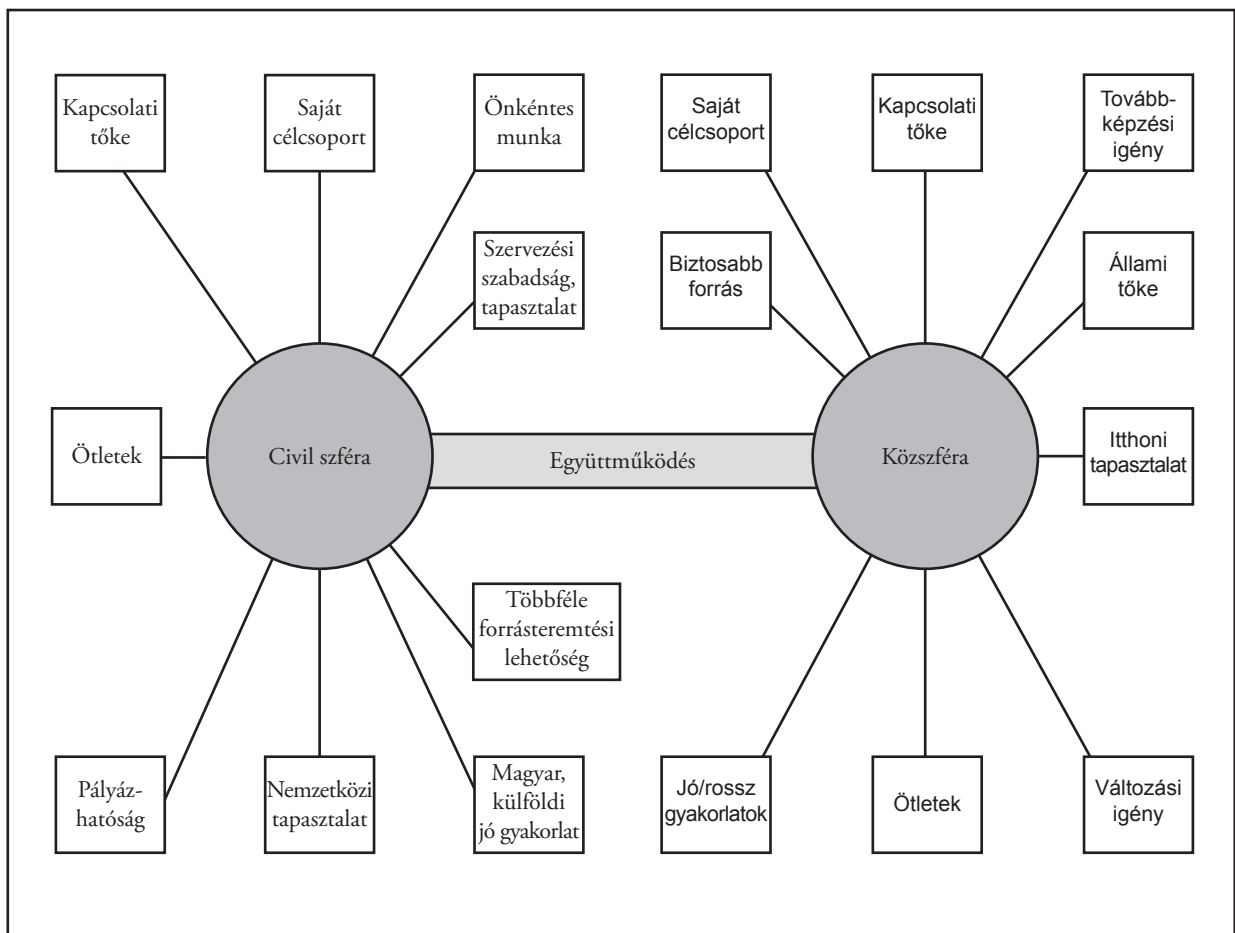 Kapcsolati
tőke
Saját
célcsoport
Önkéntes
munka
Saját
célcsoport
Kapcsolati
tőke
Tovább-
képzési
igény
Szervezési
szabadság,
tapasztalat
Biztosabb
forrás
Állami
tőke
Ötletek
Civil szféra
Együttműködés
Közszféra
Itthoni
tapasztalat
Többféle
forrásteremtési
lehetőség
Pályáz-
hatóság
Nemzetközi
tapasztalat
Magyar,
külföldi
jó gyakorlat
Jó/rossz
gyakorlatok
Ötletek
Változási
igény